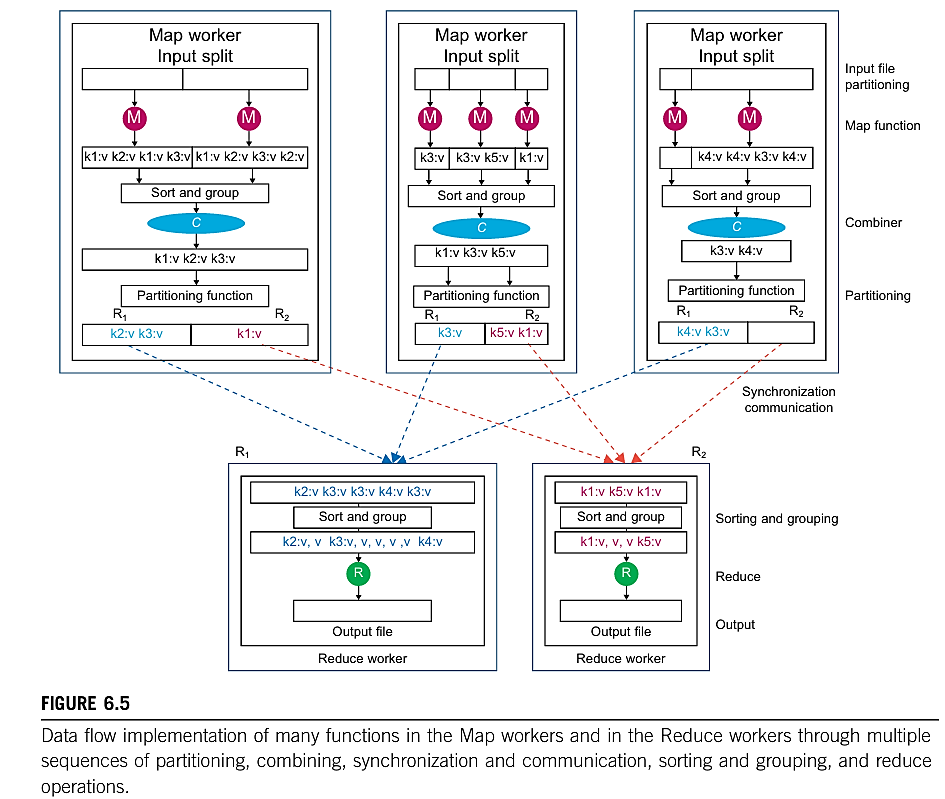 Map worker
Input split
M M
k1:v k2:v k1:v k3:v k1:v k2:v k3:v k2:v
Sort and group
C
k1:v k2:v k3:v
Partitioning function
R1 R2
k2:v k3:v k1:v
Map worker
Input split
M M M
k3:v k3:v k5:v k1:v
Sort and group
C
k1:v k3:v k5:v
Partitioning function
R1 R2
k3:v k5:v k1:v
Map worker
Input split
M M
k4:v k4:v k3:v k4:v
Sort and group
C
k3:v k4:v
Partitioning function
R1 R2
k4:v k3:v
Input file
partitioning
Map function
Combiner
Partitioning
Synchronization
communication
R1
k2:v k3:v k3:v k4:v k3:v
Sort and group
k2:v, v k3:v, v, v, v ,v k4:v
R
Output file
Reduce worker
R2
k1:v k5:v k1:v
Sort and group
k1:v, v, v k5:v
R
Output file
Reduce worker
Sorting and grouping
Reduce
Output
FIGURE 6.5
Data flow implementation of many functions in the Map workers and in the Reduce workers through multiple
sequences of partitioning, combining, synchronization and communication, sorting and grouping, and reduce
operations.